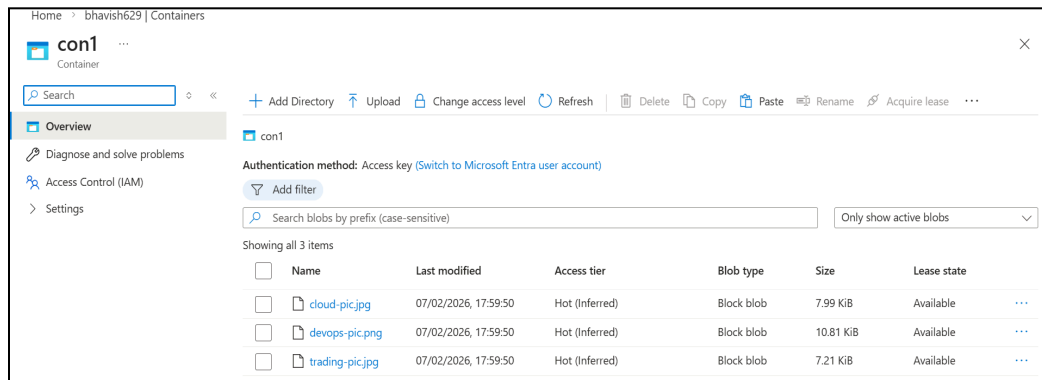 Home > bhavish629 | Containers
con1 ...
Container
Search
Overview
Diagnose and solve problems
Access Control (IAM)
Settings
Add Directory Upload Change access level Refresh Delete Copy Paste Rename Acquire lease ...
con1
Authentication method: Access key (Switch to Microsoft Entra user account)
Add filter
Search blobs by prefix (case-sensitive) Only show active blobs
Showing all 3 items
Name Last modified Access tier Blob type Size Lease state
cloud-pic.jpg 07/02/2026, 17:59:50 Hot (Inferred) Block blob 7.99 KiB Available ...
devops-pic.png 07/02/2026, 17:59:50 Hot (Inferred) Block blob 10.81 KiB Available ...
trading-pic.jpg 07/02/2026, 17:59:50 Hot (Inferred) Block blob 7.21 KiB Available ...